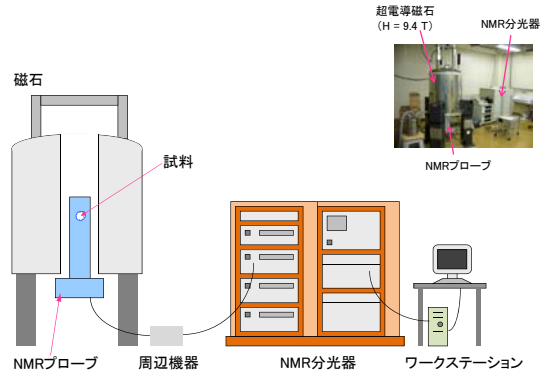 超電導磁石
(H = 9.4 T)
NMR分光器
磁石
試料
NMRプローブ
NMRプローブ
周辺機器
NMR分光器
ワークステーション